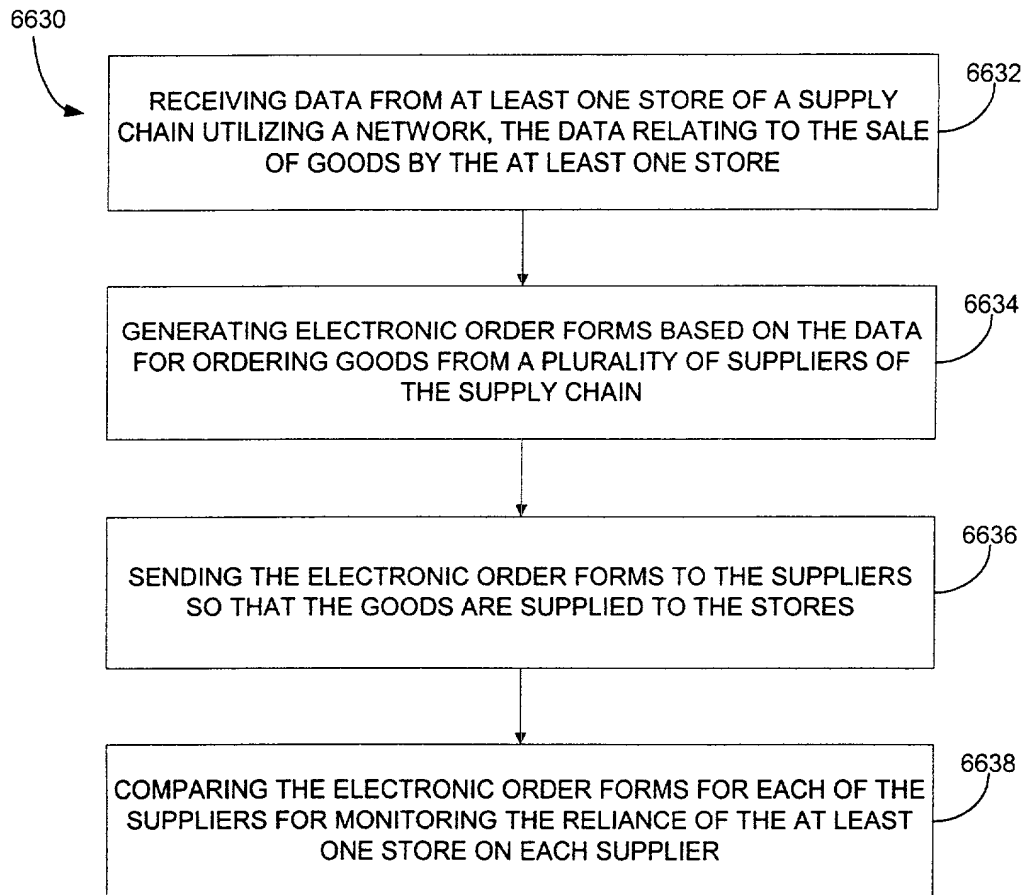 6630
6632
RECEIVING DATA FROM AT LEAST ONE STORE OF A SUPPLY
CHAIN UTILIZING A NETWORK, THE DATA RELATING TO THE SALE
OF GOODS BY THE AT LEAST ONE STORE
6634
GENERATING ELECTRONIC ORDER FORMS BASED ON THE DATA
FOR ORDERING GOODS FROM A PLURALITY OF SUPPLIERS OF
THE SUPPLY CHAIN
6636
SENDING THE ELECTRONIC ORDER FORMS TO THE SUPPLIERS
SO THAT THE GOODS ARE SUPPLIED TO THE STORES
6638
COMPARING THE ELECTRONIC ORDER FORMS FOR EACH OF THE
SUPPLIERS FOR MONITORING THE RELIANCE OF THE AT LEAST
ONE STORE ON EACH SUPPLIER